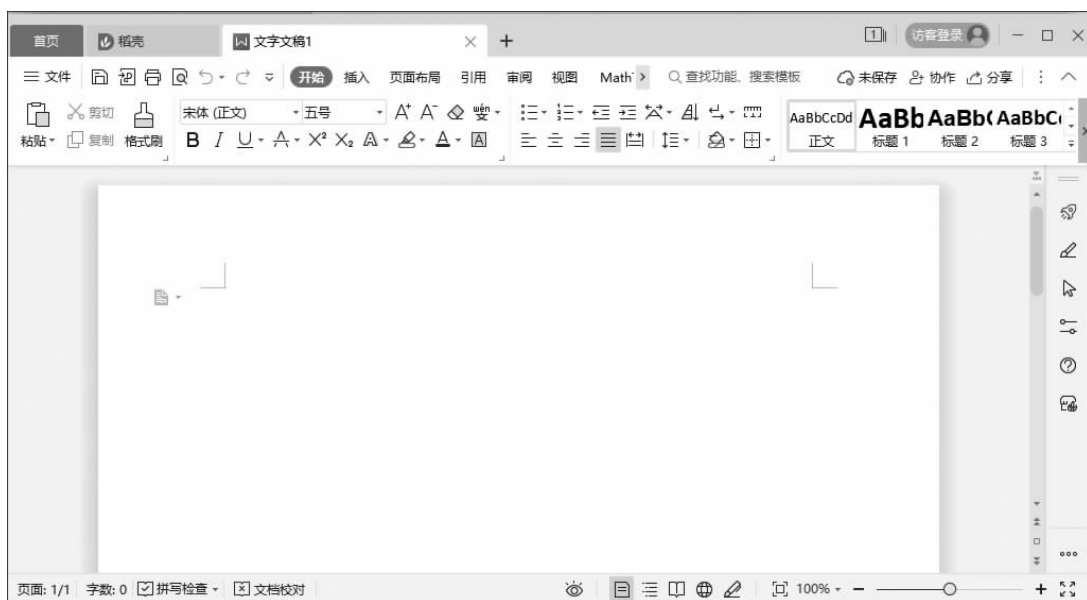 首页 稻壳 文字文稿1 访客登录
文件 开始 插入 页面布局 引用 审阅 视图 Math 查找功能、搜索模板 未保存 协作 分享
剪切 宋体 (正文) 五号 A+ A- wén
粘贴 复制 格式刷 B I U A X² X₂ A A A
AaBbCcDd AaBb AaBb( AaBbC
正文 标题 1 标题 2 标题 3
页面: 1/1 字数: 0 拼写检查 文档校对 100%